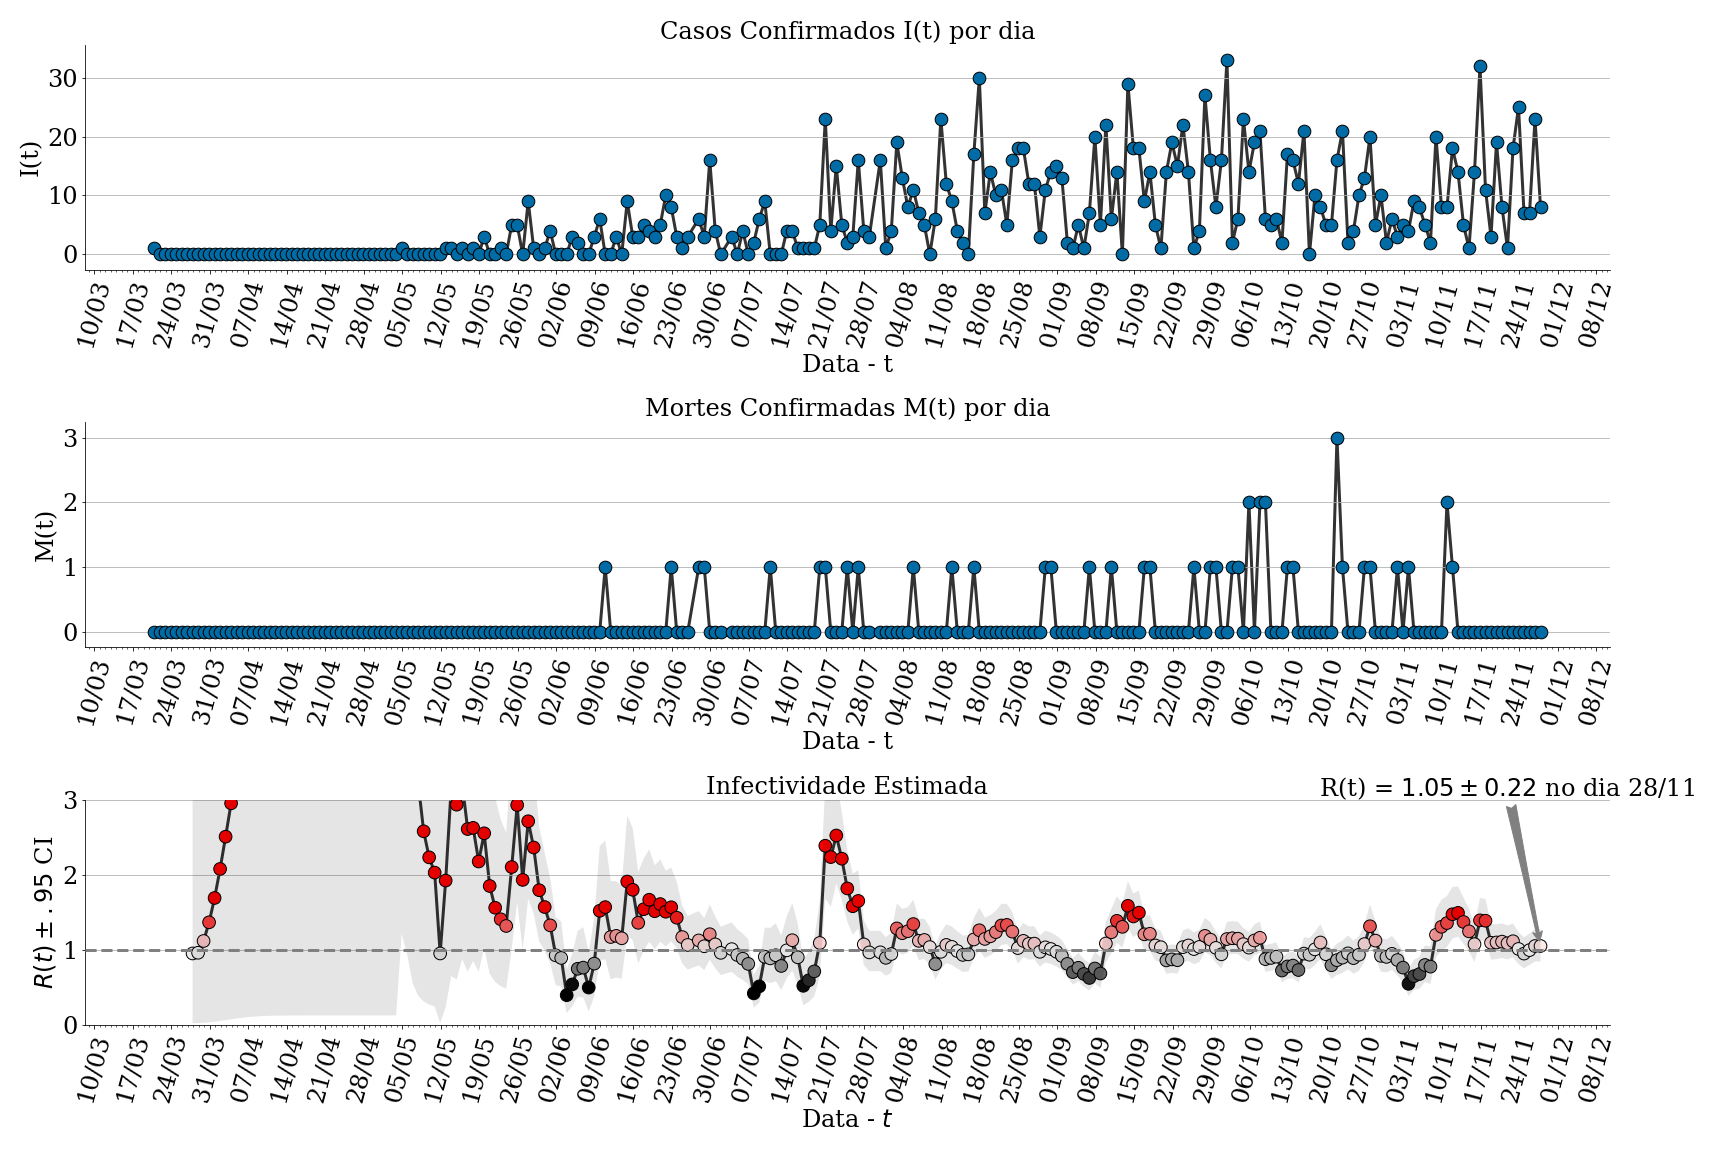 Casos Confirmados I(t) por dia
I(t)
30
20
10
0
10/03 17/03 24/03 31/03 07/04 14/04 21/04 28/04 05/05 12/05 19/05 26/05 02/06 09/06 16/06 23/06 30/06 07/07 14/07 21/07 28/07 04/08 11/08 18/08 25/08 01/09 08/09 15/09 22/09 29/09 06/10 13/10 20/10 27/10 03/11 10/11 17/11 24/11 01/12 08/12
Data - t
Mortes Confirmadas M(t) por dia
M(t)
3
2
1
0
10/03 17/03 24/03 31/03 07/04 14/04 21/04 28/04 05/05 12/05 19/05 26/05 02/06 09/06 16/06 23/06 30/06 07/07 14/07 21/07 28/07 04/08 11/08 18/08 25/08 01/09 08/09 15/09 22/09 29/09 06/10 13/10 20/10 27/10 03/11 10/11 17/11 24/11 01/12 08/12
Data - t
Infectividade Estimada
R(t) = 1.05 ± 0.22 no dia 28/11
R(t) ± .95 CI
3
2
1
0
10/03 17/03 24/03 31/03 07/04 14/04 21/04 28/04 05/05 12/05 19/05 26/05 02/06 09/06 16/06 23/06 30/06 07/07 14/07 21/07 28/07 04/08 11/08 18/08 25/08 01/09 08/09 15/09 22/09 29/09 06/10 13/10 20/10 27/10 03/11 10/11 17/11 24/11 01/12 08/12
Data - t